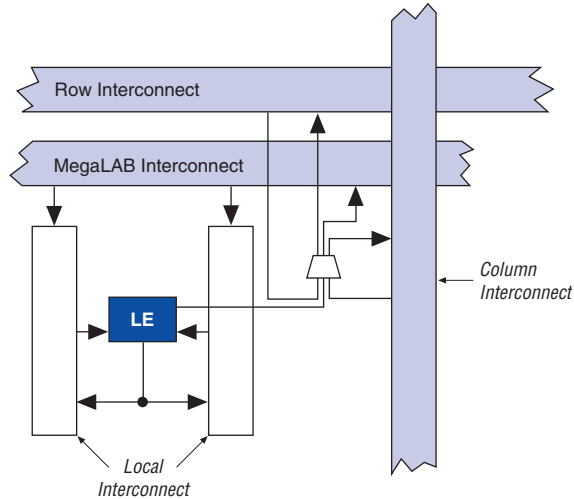 Row Interconnect
MegaLAB Interconnect
LE
Column
Interconnect
Local
Interconnect